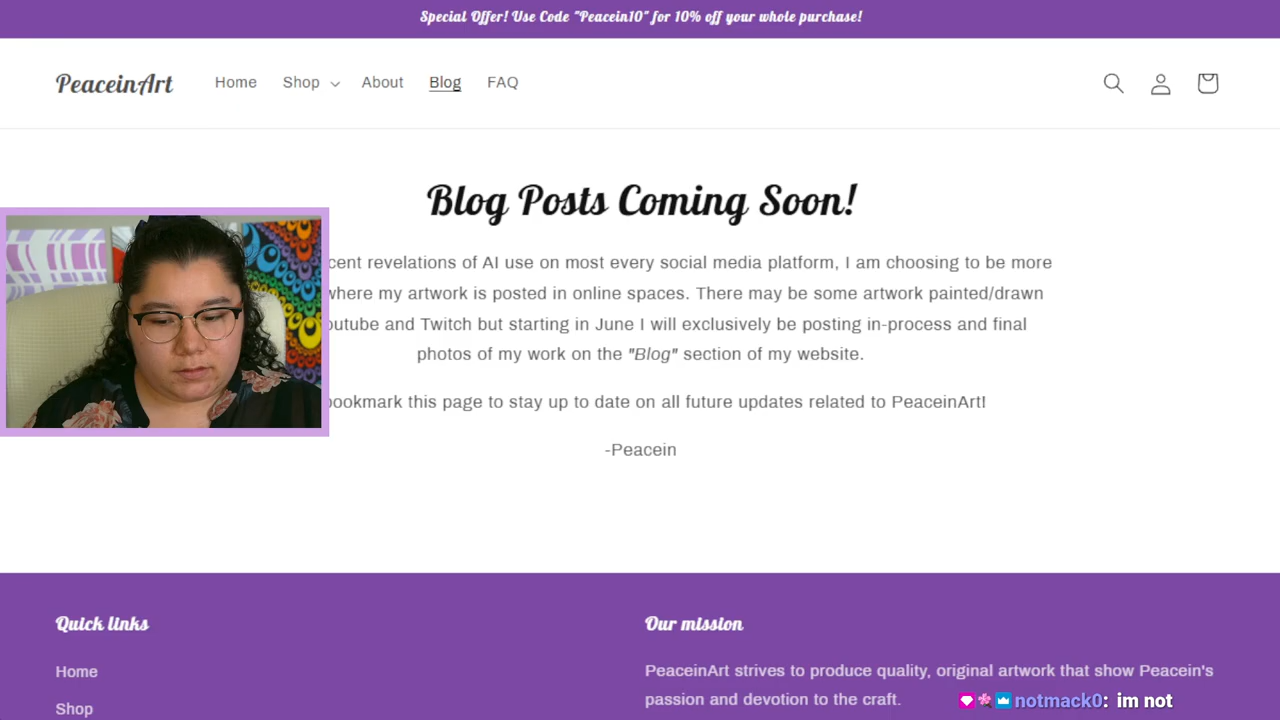 Special Offer! Use Code "Peacein10" for 10% off your whole purchase!
PeaceinArt Home Shop About Blog FAQ
Blog Posts Coming Soon!
revelations of AI use on most every social media platform, I am choosing to be more
where my artwork is posted in online spaces. There may be some artwork painted/drawn
and Twitch but starting in June I will exclusively be posting in-process and final
photos of my work on the "Blog" section of my website.
bookmark this page to stay up to date on all future updates related to PeaceinArt!
-Peacein
Quick links
Home
Shop
Our mission
PeaceinArt strives to produce quality, original artwork that show Peacein's
passion and devotion to the craft.
notmack0: im not